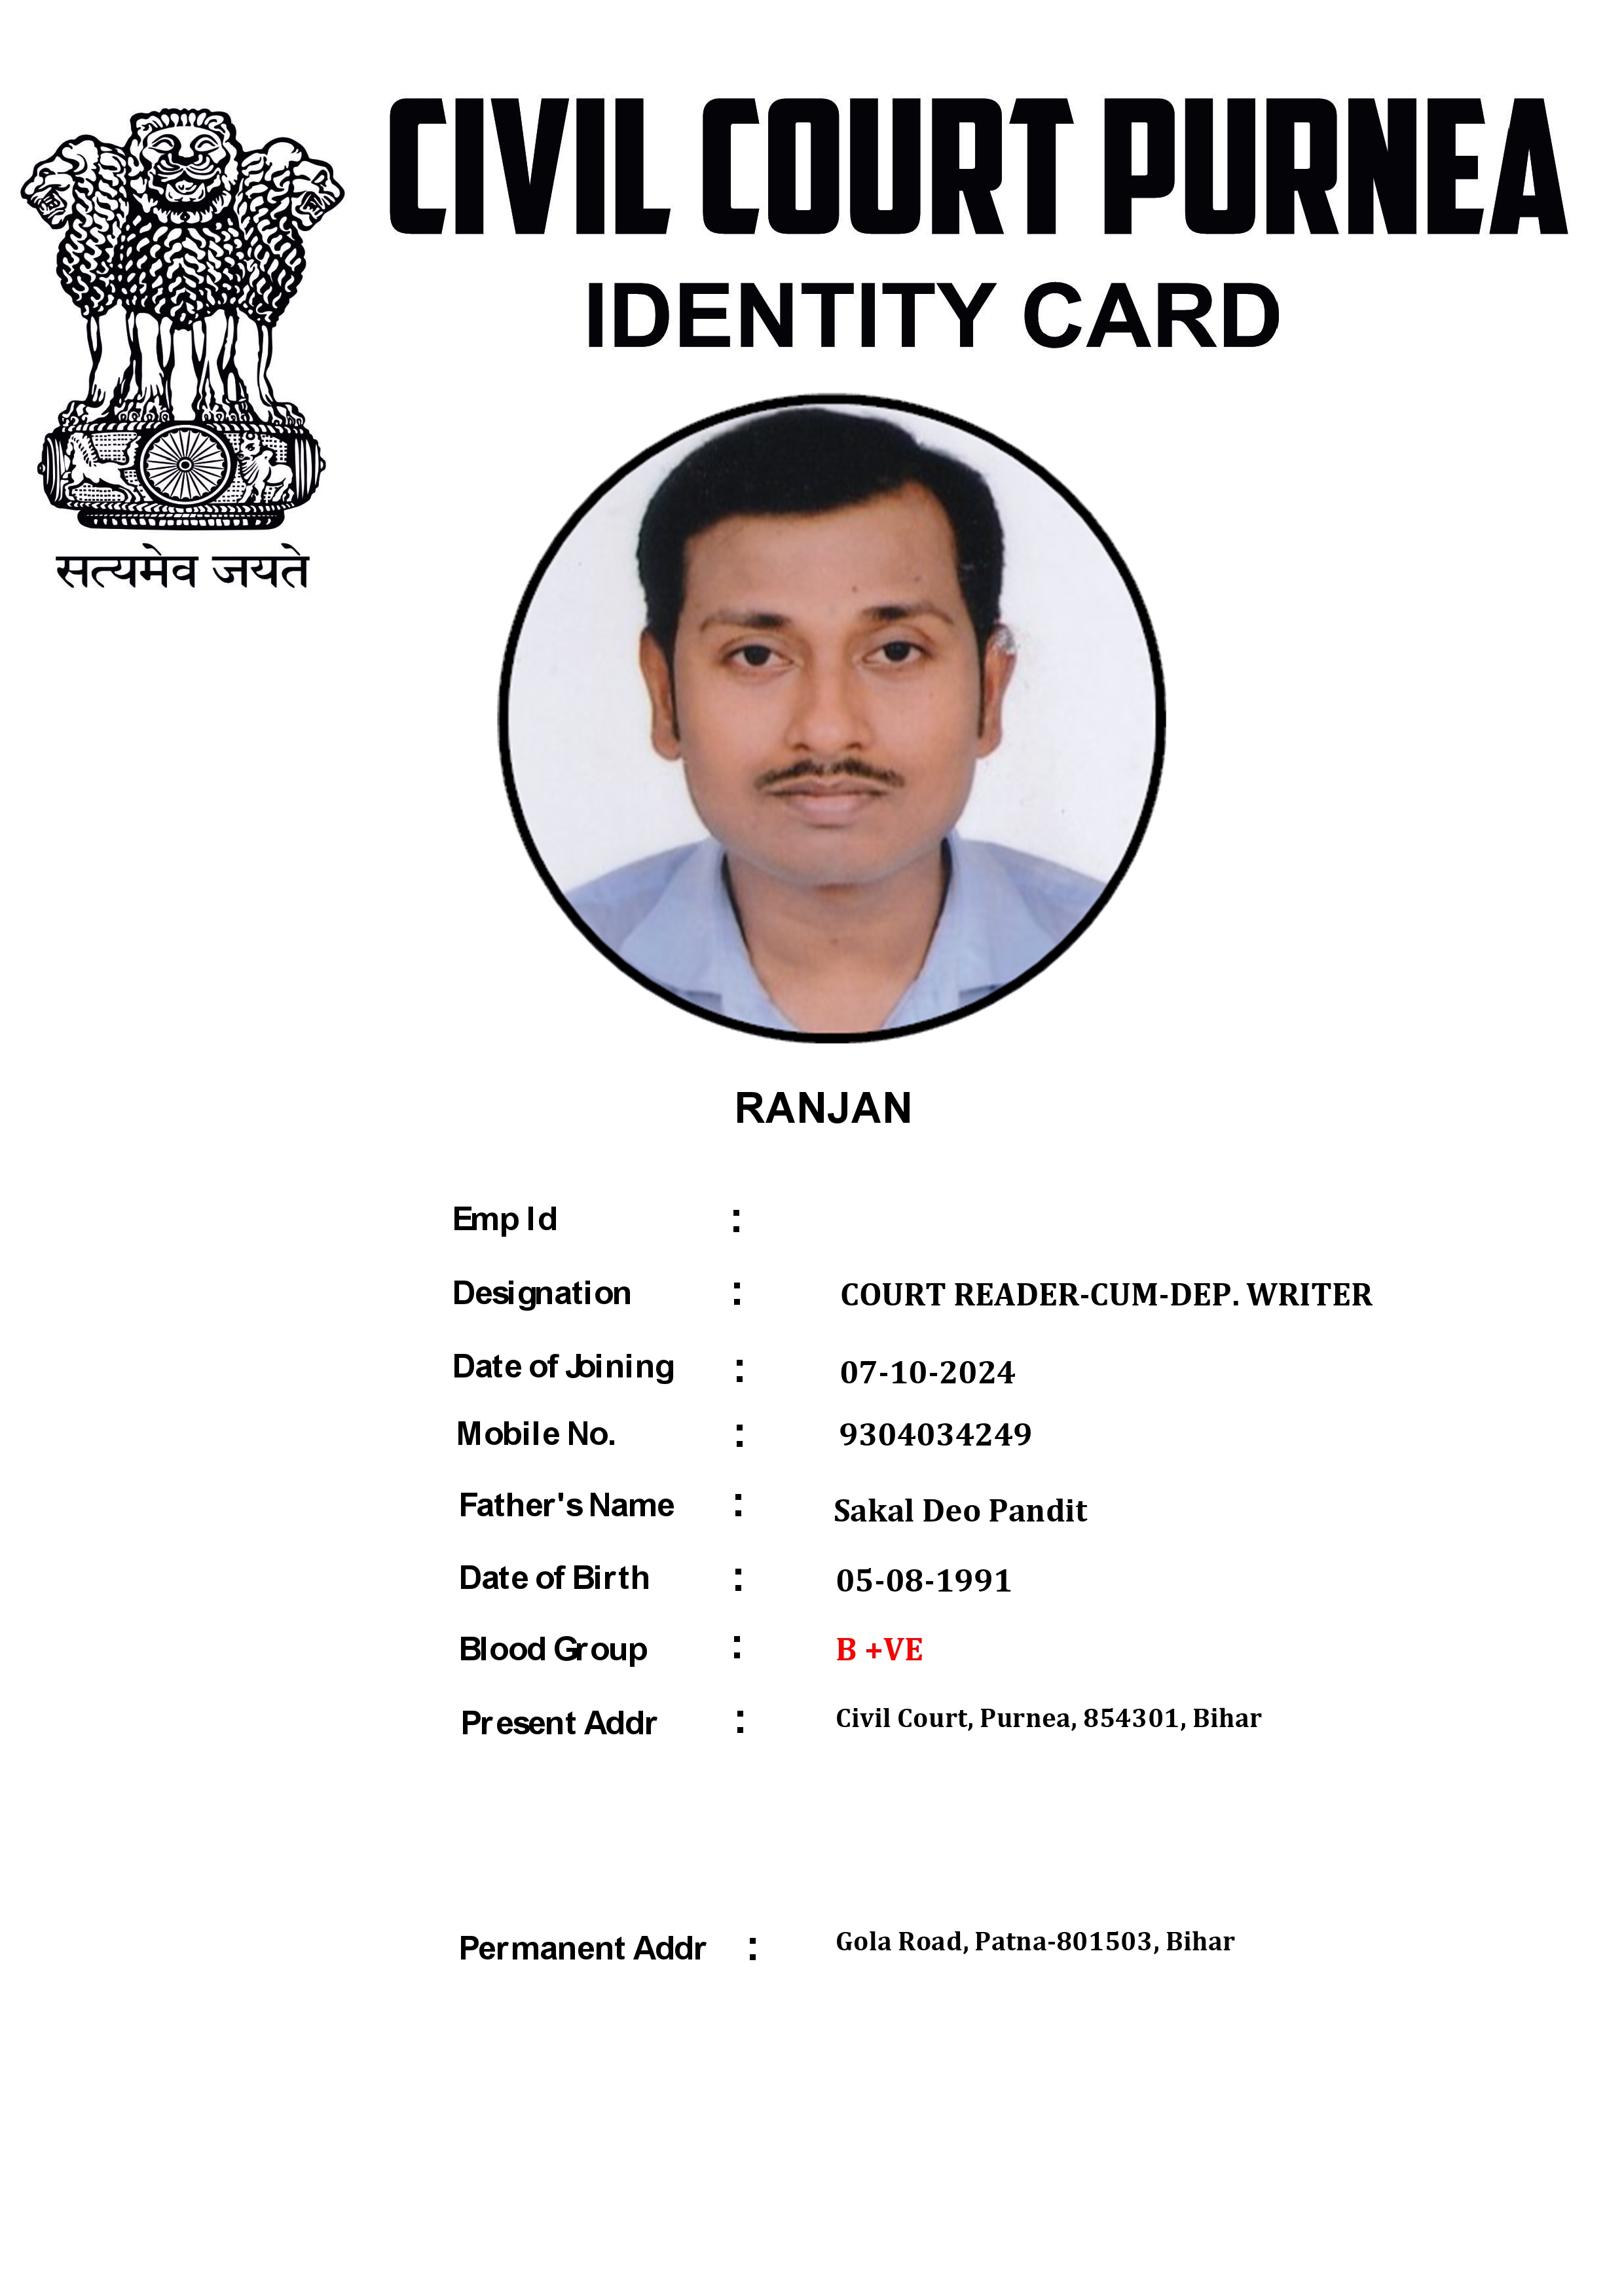 CIVIL COURT PURNEA
IDENTITY CARD
सत्यमेव जयते
RANJAN
Emp Id :
Designation : COURT READER-CUM-DEP. WRITER
Date of Joining : 07-10-2024
Mobile No. : 9304034249
Father's Name : Sakal Deo Pandit
Date of Birth : 05-08-1991
Blood Group : B +VE
Present Addr : Civil Court, Purnea, 854301, Bihar
Permanent Addr : Gola Road, Patna-801503, Bihar